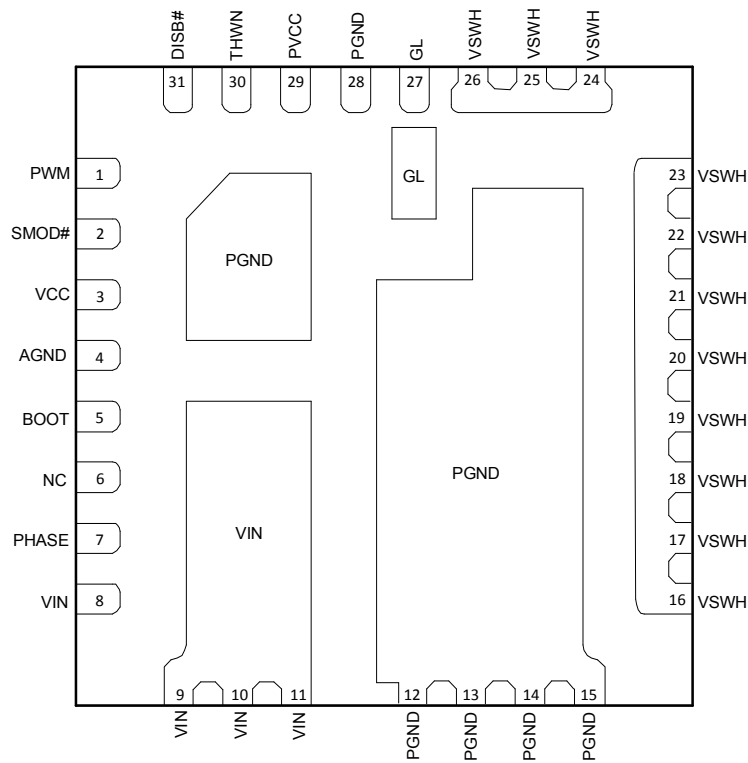 DISB#
THWN
PVCC
PGND
GL
VSWH
VSWH
VSWH
31
30
29
28
27
26
25
24
PWM
1
SMOD#
2
VCC
3
AGND
4
BOOT
5
NC
6
PHASE
7
VIN
8
GL
PGND
PGND
VIN
23
VSWH
22
VSWH
21
VSWH
20
VSWH
19
VSWH
18
VSWH
17
VSWH
16
VSWH
9
10
11
12
13
14
15
VIN
VIN
VIN
PGND
PGND
PGND
PGND